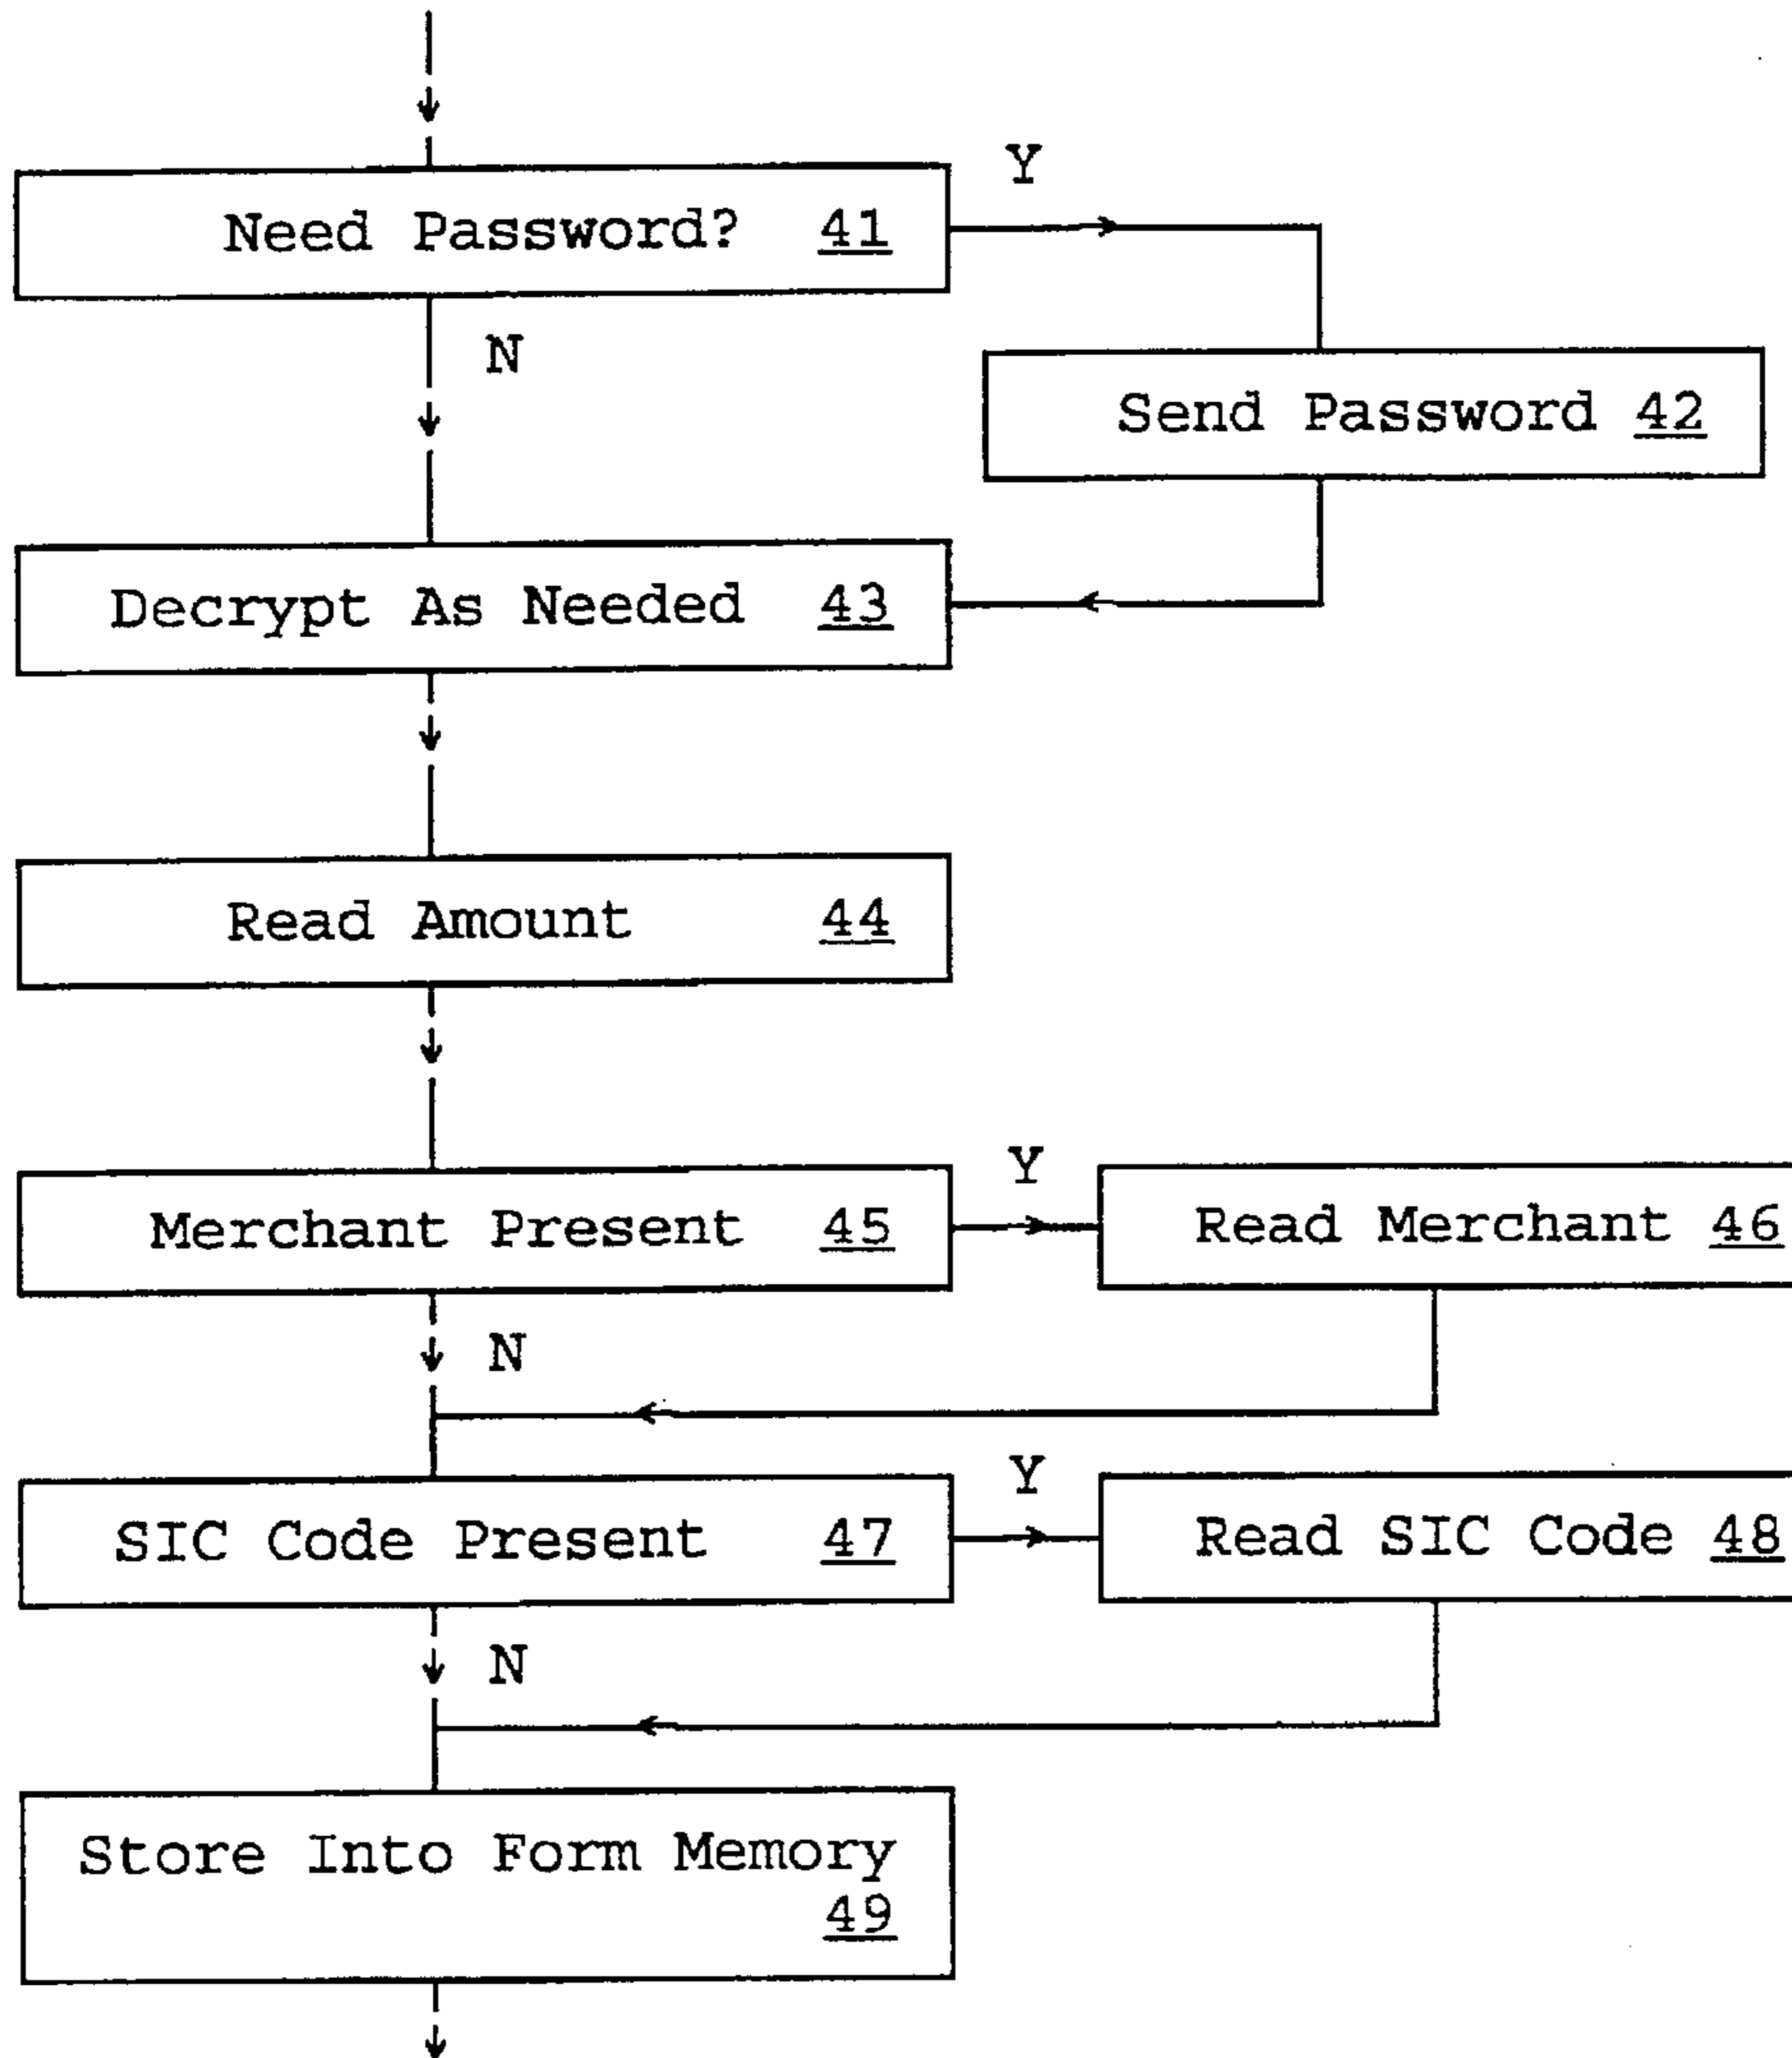 Y
Need Password? 41
N
Send Password 42
Decrypt As Needed 43
Read Amount 44
Y
Merchant Present 45
Read Merchant 46
N
Y
SIC Code Present 47
Read SIC Code 48
N
Store Into Form Memory
49